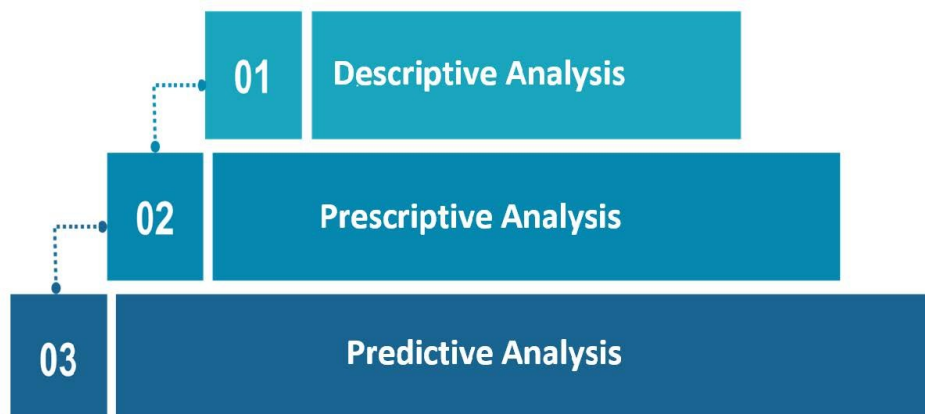 01 Descriptive Analysis
02 Prescriptive Analysis
03 Predictive Analysis